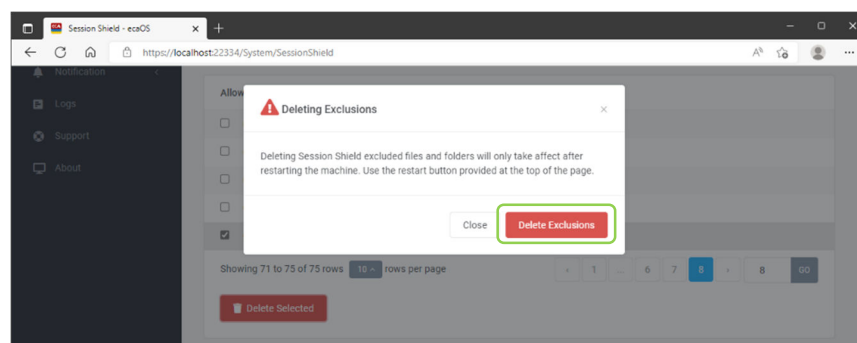 Session Shield - ecaOS
https://localhost:22334/System/SessionShield
Notification
Logs
Support
About
Allow
Deleting Exclusions
Deleting Session Shield excluded files and folders will only take affect after
restarting the machine. Use the restart button provided at the top of the page.
Close Delete Exclusions
Showing 71 to 75 of 75 rows 10 rows per page
1 ... 6 7 8 8 GO
Delete Selected